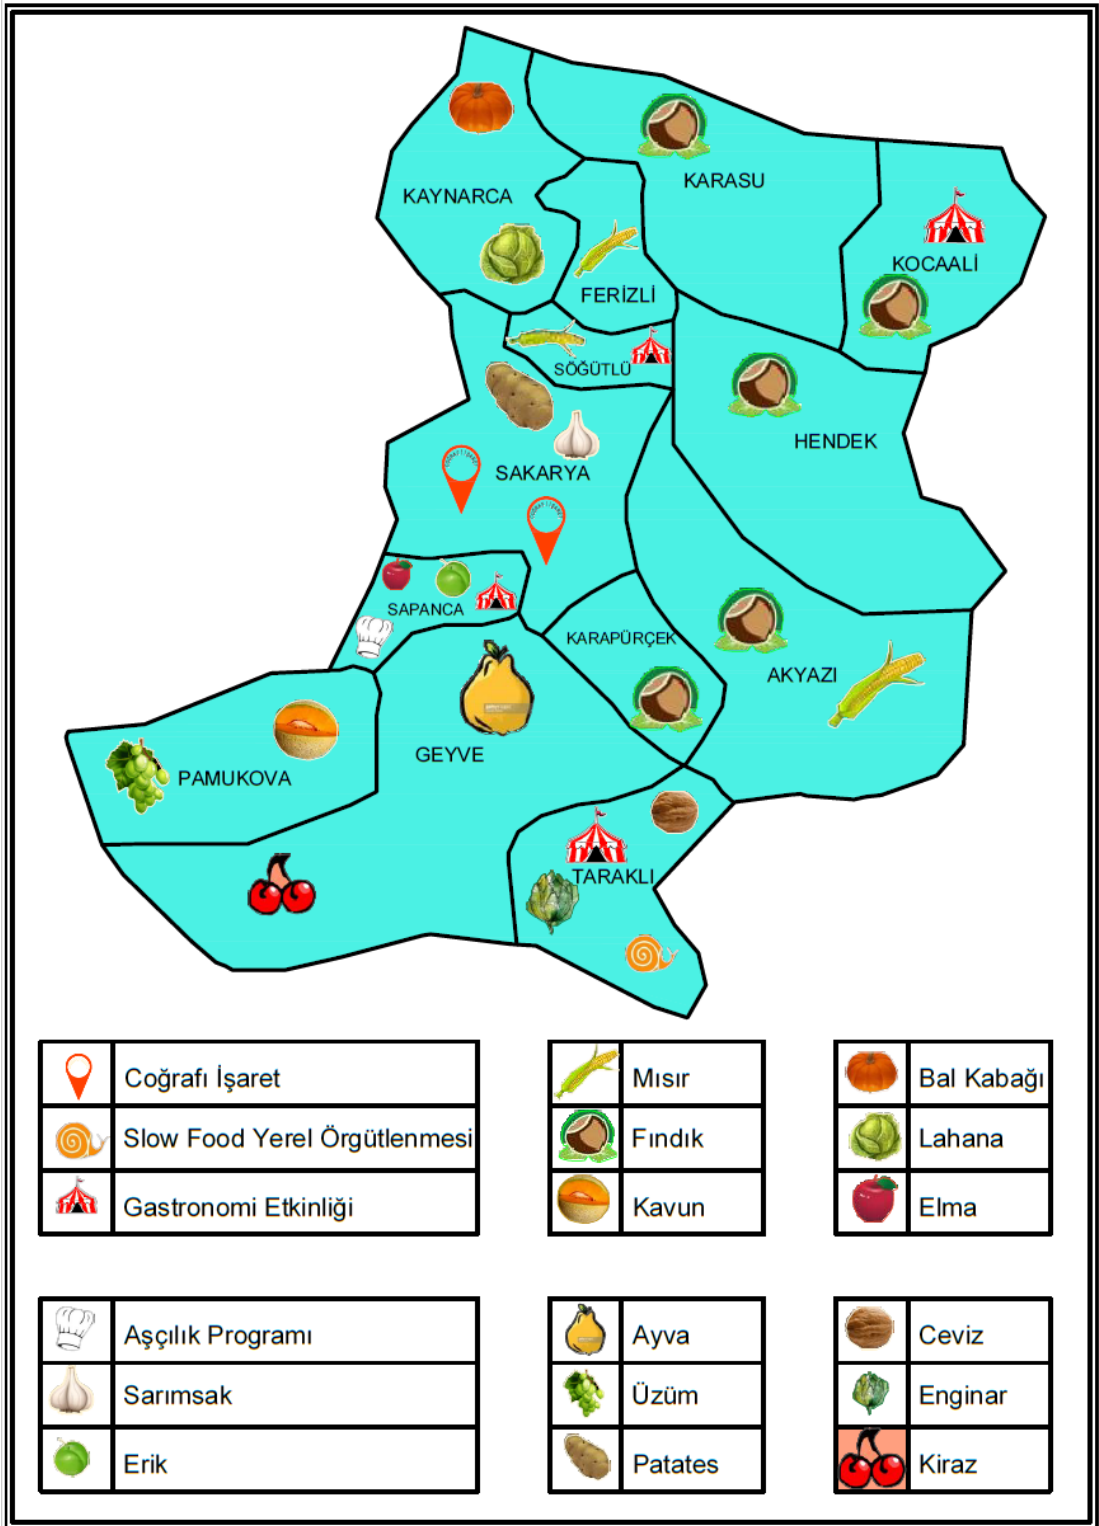 KARASU
KAYNARCA
KOCAALİ
FERİZLİ
SÖĞÜTLÜ
HENDEK
SAKARYA
SAPANCA
KARAPÜRÇEK
AKYAZI
GEYVE
PAMUKOVA
TARAKLI
Coğrafı İşaret
Slow Food Yerel Örgütlenmesi
Gastronomi Etkinliği
Mısır
Fındık
Kavun
Bal Kabağı
Lahana
Elma
Aşçılık Programı
Sarımsak
Erik
Ayva
Üzüm
Patates
Ceviz
Enginar
Kiraz